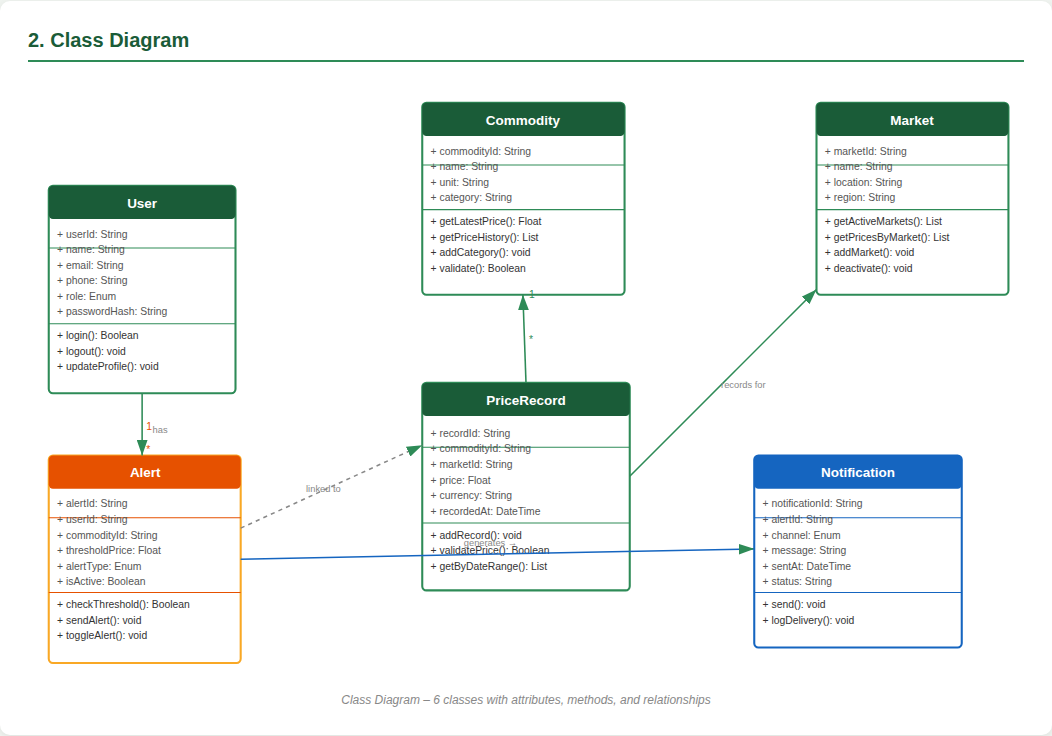 2. Class Diagram
Commodity
+ commodityId: String
+ name: String
+ unit: String
+ category: String
+ getLatestPrice(): Float
+ getPriceHistory(): List
+ addCategory(): void
+ validate(): Boolean
Market
+ marketId: String
+ name: String
+ location: String
+ region: String
+ getActiveMarkets(): List
+ getPricesByMarket(): List
+ addMarket(): void
+ deactivate(): void
User
+ userId: String
+ name: String
+ email: String
+ phone: String
+ role: Enum
+ passwordHash: String
+ login(): Boolean
+ logout(): void
+ updateProfile(): void
1
*
records for
1
has
*
PriceRecord
+ recordId: String
+ commodityId: String
+ marketId: String
+ price: Float
+ currency: String
+ recordedAt: DateTime
+ addRecord(): void
+ validatePrice(): Boolean
+ getByDateRange(): List
linked to
generates →
Alert
+ alertId: String
+ userId: String
+ commodityId: String
+ thresholdPrice: Float
+ alertType: Enum
+ isActive: Boolean
+ checkThreshold(): Boolean
+ sendAlert(): void
+ toggleAlert(): void
Notification
+ notificationId: String
+ alertId: String
+ channel: Enum
+ message: String
+ sentAt: DateTime
+ status: String
+ send(): void
+ logDelivery(): void
Class Diagram – 6 classes with attributes, methods, and relationships